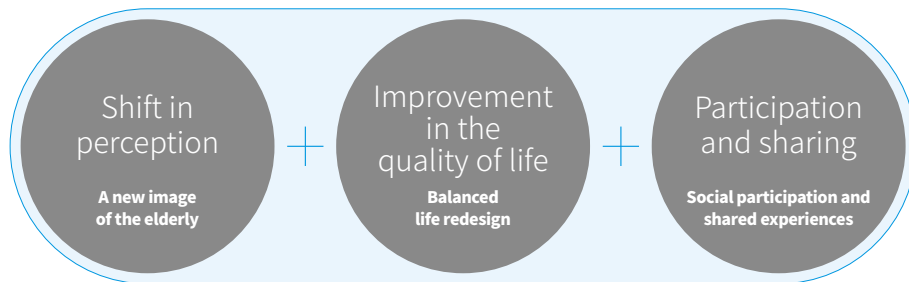 Shift in
perception
A new image
of the elderly
+
Improvement
in the
quality of life
Balanced
life redesign
+
Participation
and sharing
Social participation and
shared experiences